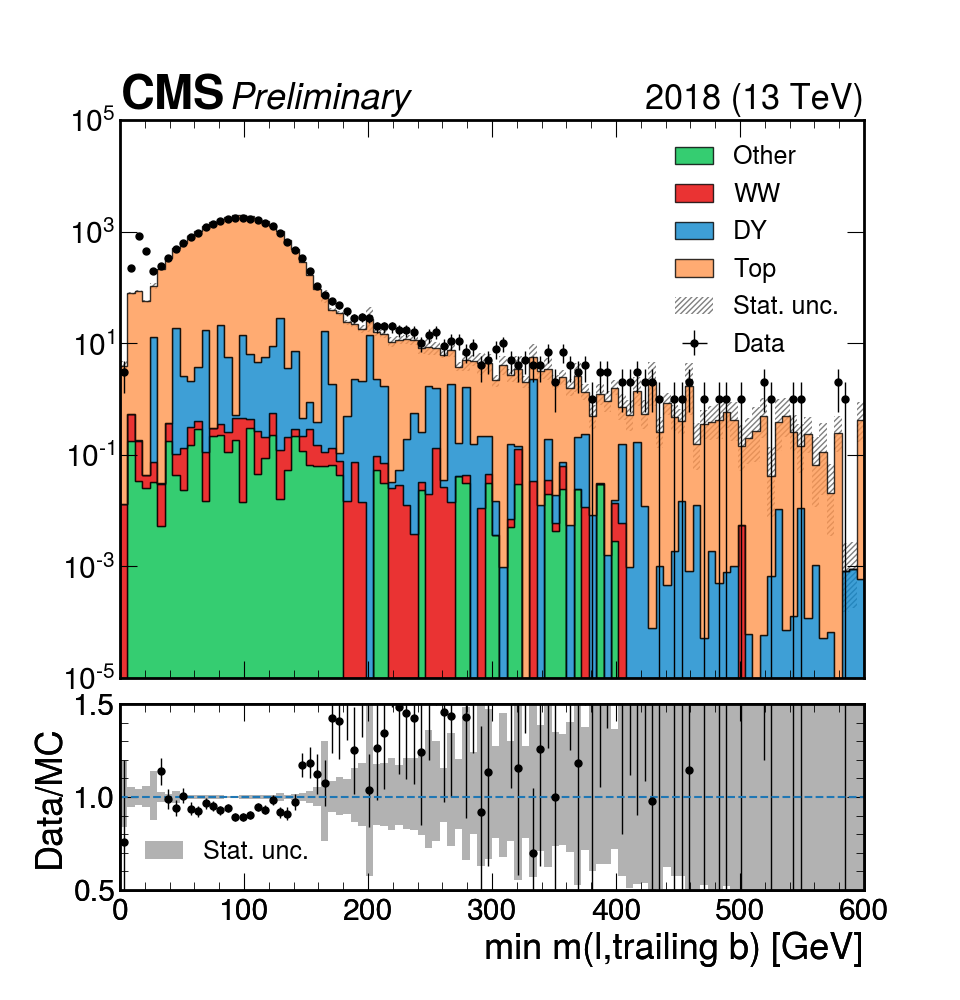 CMS Preliminary 2018 (13 TeV)
10^5
10^3
10^1
10^-1
10^-3
10^-5
Other
WW
DY
Top
Stat. unc.
Data
Data/MC
1.5
1.0
0.5
Stat. unc.
0 100 200 300 400 500 600
min m(l,trailing b) [GeV]